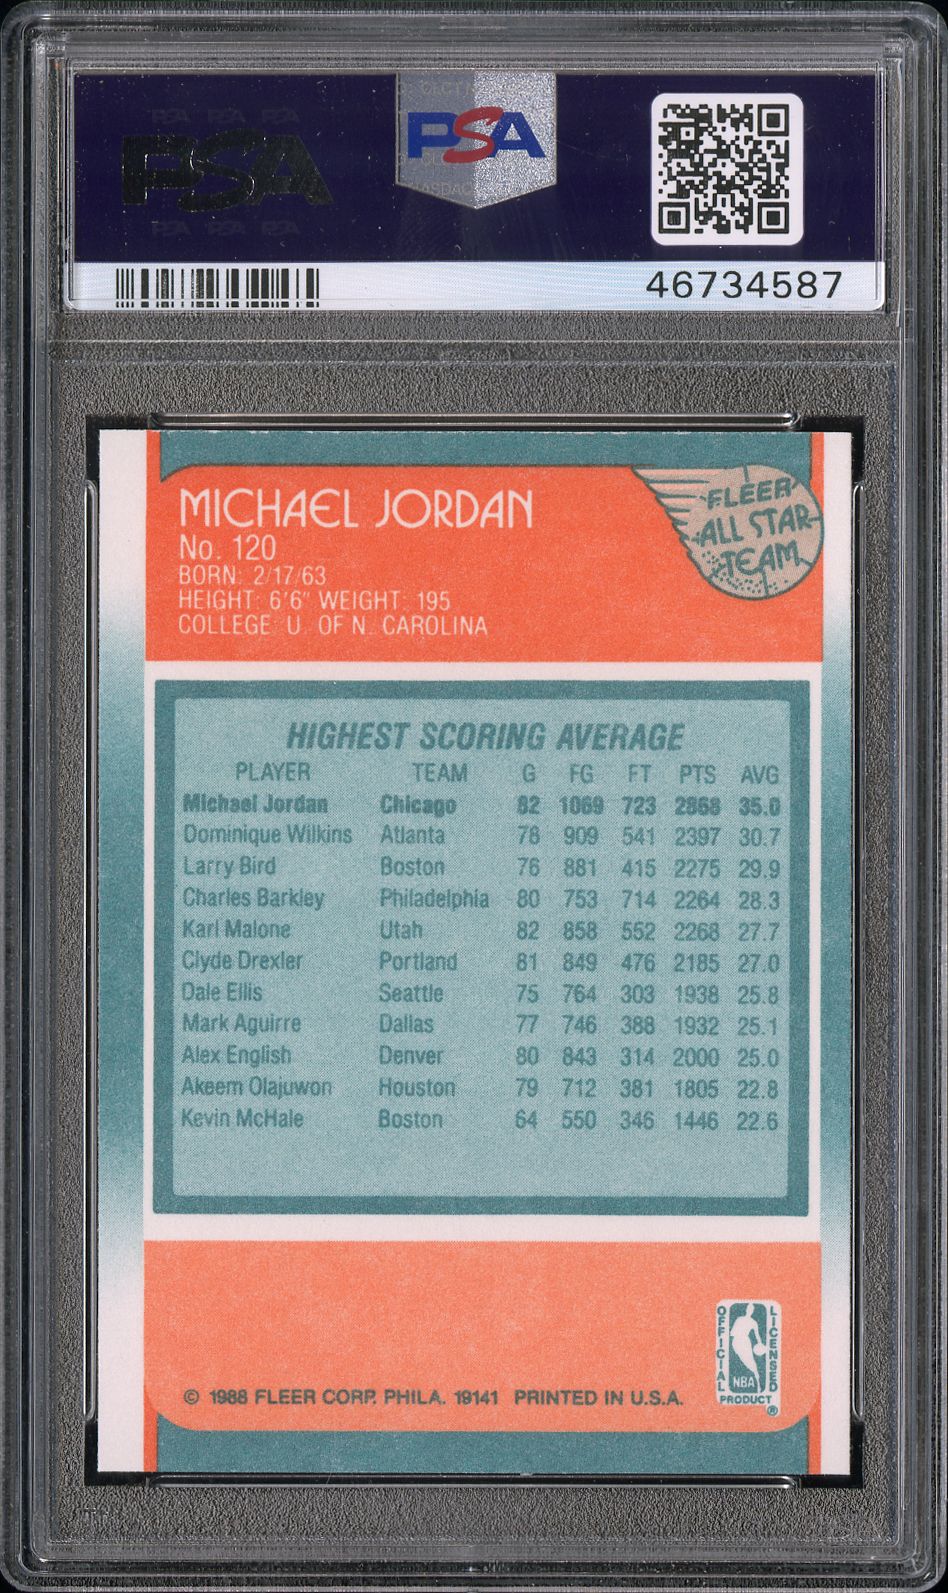 PSA PSA PSA
PSA
PSA PSA PSA
PSA
46734587
MICHAEL JORDAN
No. 120
BORN: 2/17/63
HEIGHT: 6'6" WEIGHT: 195
COLLEGE: U. OF N. CAROLINA
FLEER
ALL STAR
TEAM
HIGHEST SCORING AVERAGE
PLAYER TEAM G FG FT PTS AVG
Michael Jordan Chicago 82 1069 723 2868 35.0
Dominique Wilkins Atlanta 78 909 541 2397 30.7
Larry Bird Boston 76 881 415 2275 29.9
Charles Barkley Philadelphia 80 753 714 2264 28.3
Karl Malone Utah 82 858 552 2268 27.7
Clyde Drexler Portland 81 849 476 2185 27.0
Dale Ellis Seattle 75 764 303 1938 25.8
Mark Aguirre Dallas 77 746 388 1932 25.1
Alex English Denver 80 843 314 2000 25.0
Akeem Olajuwon Houston 79 712 381 1805 22.8
Kevin McHale Boston 64 550 346 1446 22.6
OFFICIAL LICENSED
NBA
PRODUCT
®
© 1988 FLEER CORP. PHILA. 19141 PRINTED IN U.S.A.